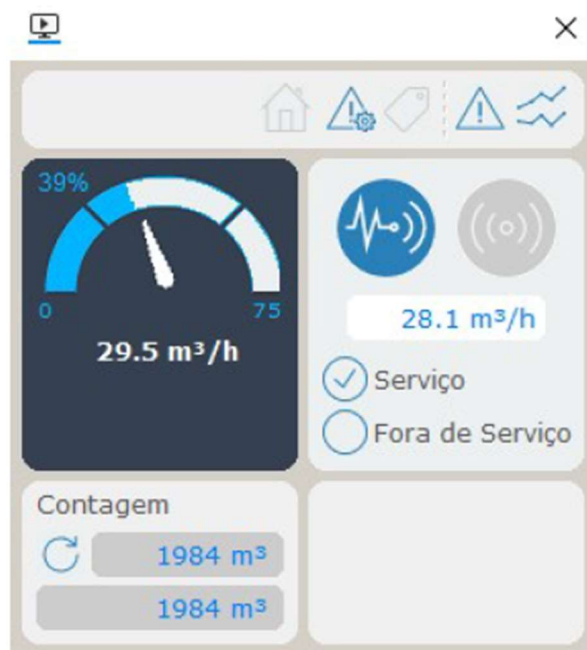 39%
0
75
29.5 m³/h
28.1 m³/h
Serviço
Fora de Serviço
Contagem
1984 m³
1984 m³